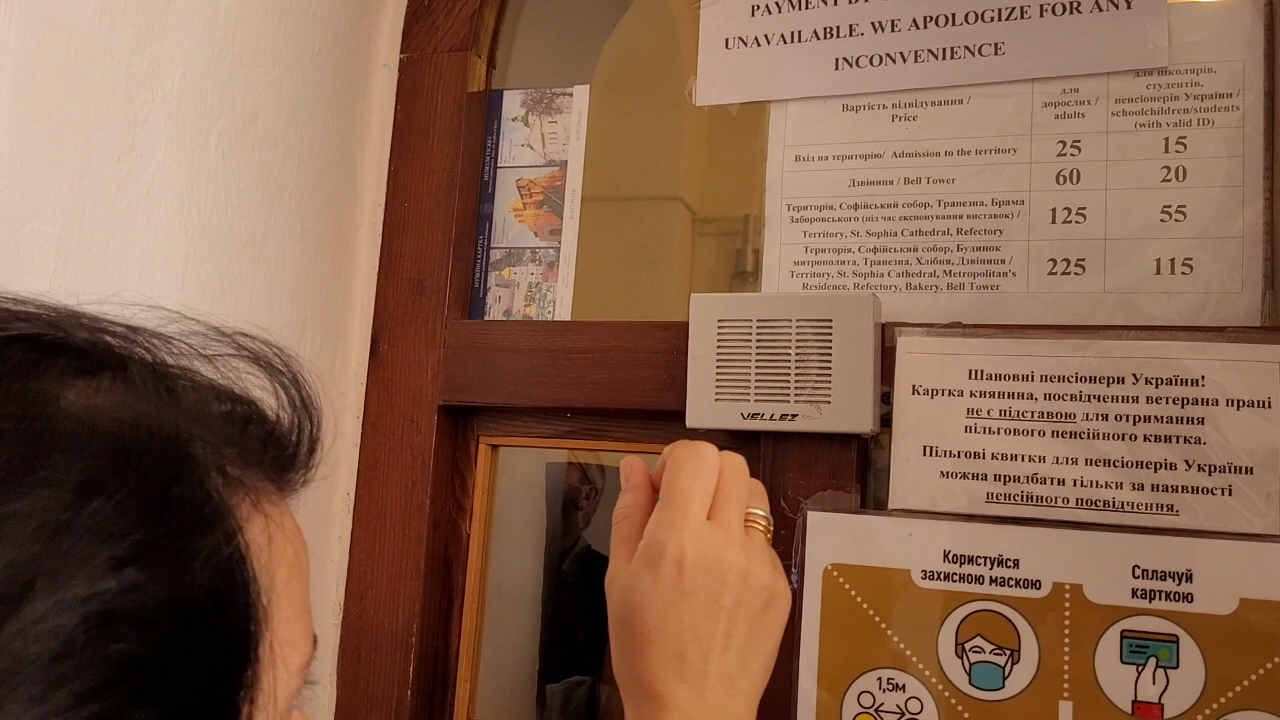 PAYMENT
UNAVAILABLE. WE APOLOGIZE FOR ANY
INCONVENIENCE
Вартість відвідування /
Price
для
дорослих /
adults
для школярів,
студентів,
пенсіонерів України /
schoolchildren/students
(with valid ID)
Вхід на територію/ Admission to the territory
25
15
Дзвіниця / Bell Tower
60
20
Територія, Софійський собор, Трапезна, Брама
Заборовського (під час експонування виставок) /
Territory, St. Sophia Cathedral, Refectory
125
55
Територія, Софійський собор, Будинок
митрополита, Трапезна, Хлібня, Дзвіниця /
Territory, St. Sophia Cathedral, Metropolitan's
Residence, Refectory, Bakery, Bell Tower
225
115
MUSEUM TICKET
МУЗЕЙНА КАРТКА
VELLEZ
Шановні пенсіонери України!
Картка киянина, посвідчення ветерана праці
не є підставою для отримання
пільгового пенсійного квитка.
Пільгові квитки для пенсіонерів України
можна придбати тільки за наявності
пенсійного посвідчення.
Користуйся
захисною маскою
Сплачуй
карткою
1,5м